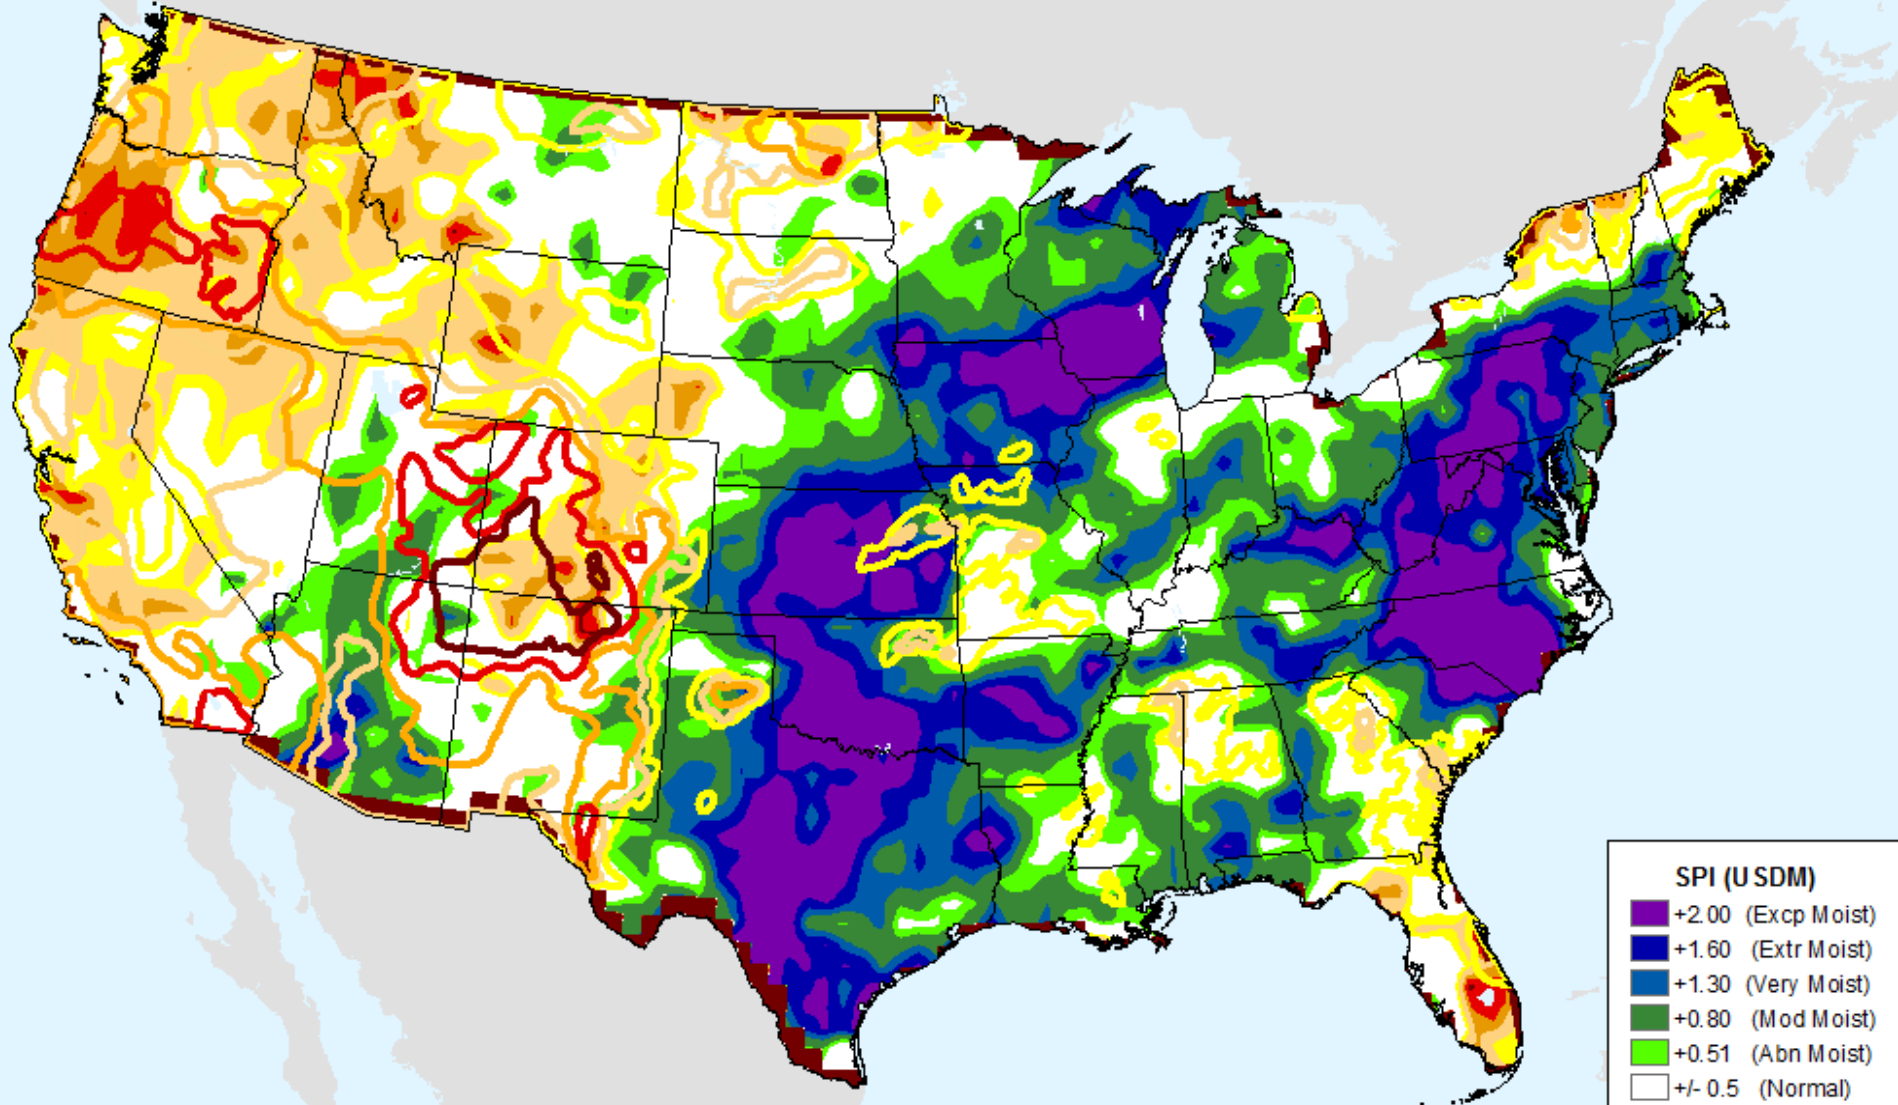 SPI (USDM)
+2.00 (Excp Moist)
+1.60 (Extr Moist)
+1.30 (Very Moist)
+0.80 (Mod Moist)
+0.51 (Abn Moist)
+/- 0.5 (Normal)